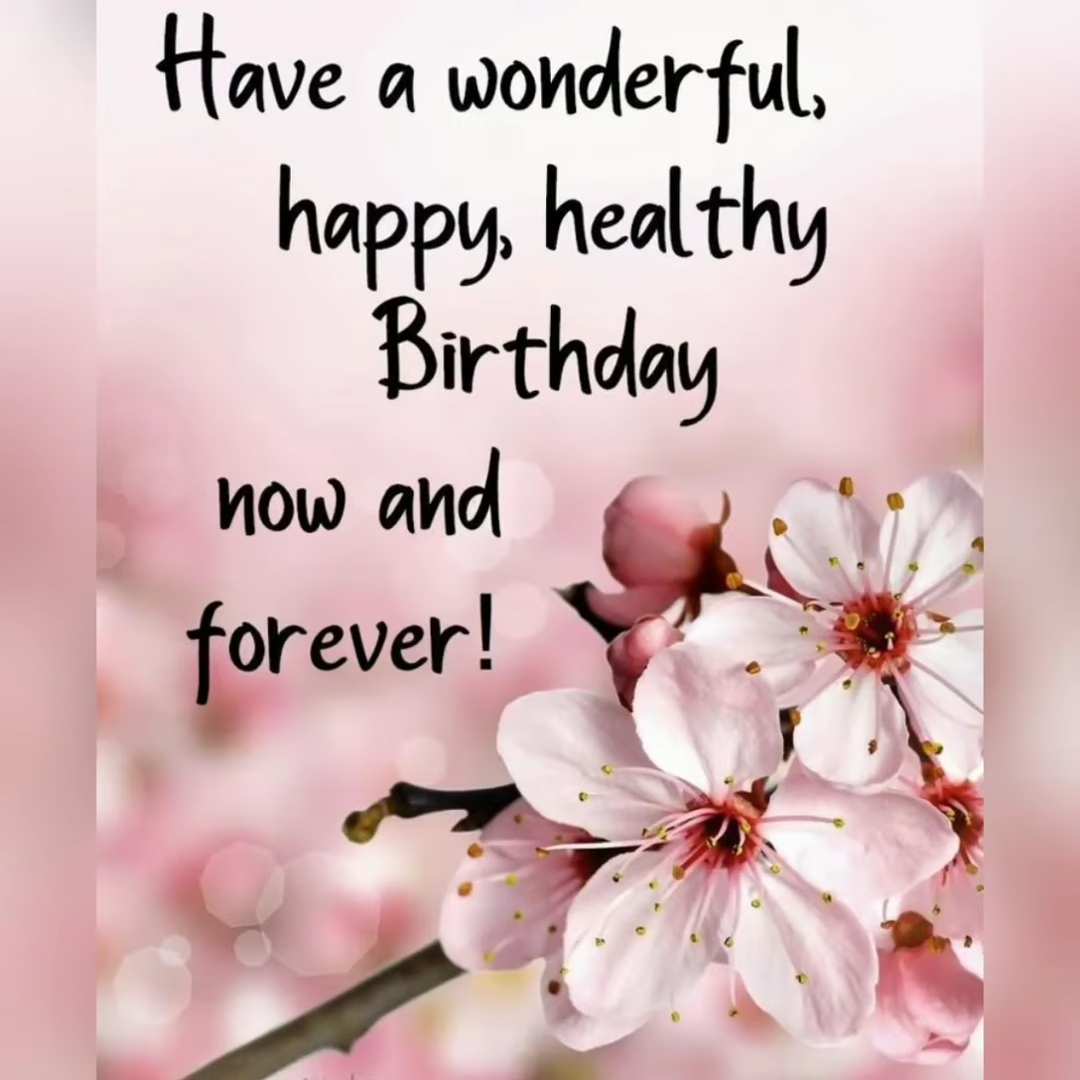 Have a wonderful,
happy, healthy
Birthday
now and
forever!